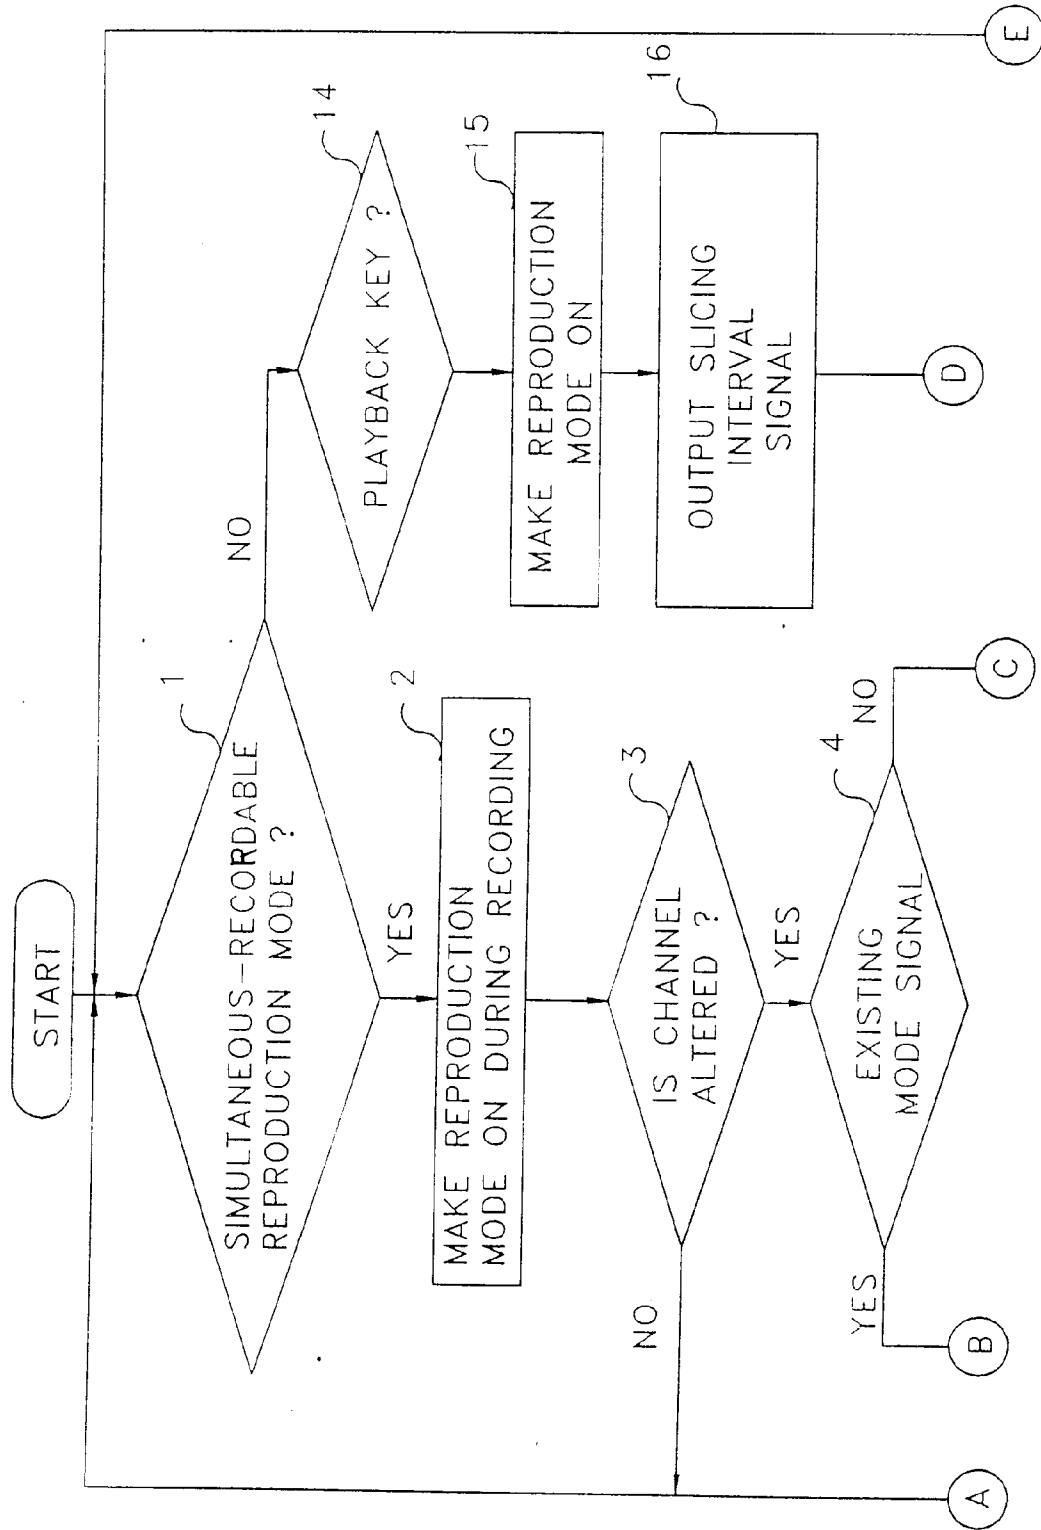 START
SIMULTANEOUS-RECORDABLE
REPRODUCTION MODE ?
1
NO
YES
PLAYBACK KEY ?
14
MAKE REPRODUCTION
MODE ON DURING RECORDING
2
MAKE REPRODUCTION
MODE ON
15
IS CHANNEL
ALTERED ?
3
NO
YES
OUTPUT SLICING
INTERVAL
SIGNAL
16
EXISTING
MODE SIGNAL
4
YES
NO
A
B
C
D
E